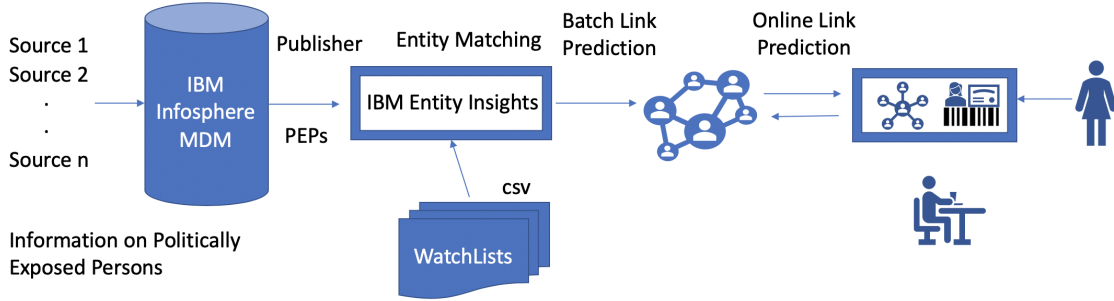 Source 1
Source 2
.
.
Source n
IBM
Infosphere
MDM
Publisher
PEPs
Entity Matching
IBM Entity Insights
csv
WatchLists
Batch Link
Prediction
Online Link
Prediction
Information on Politically
Exposed Persons